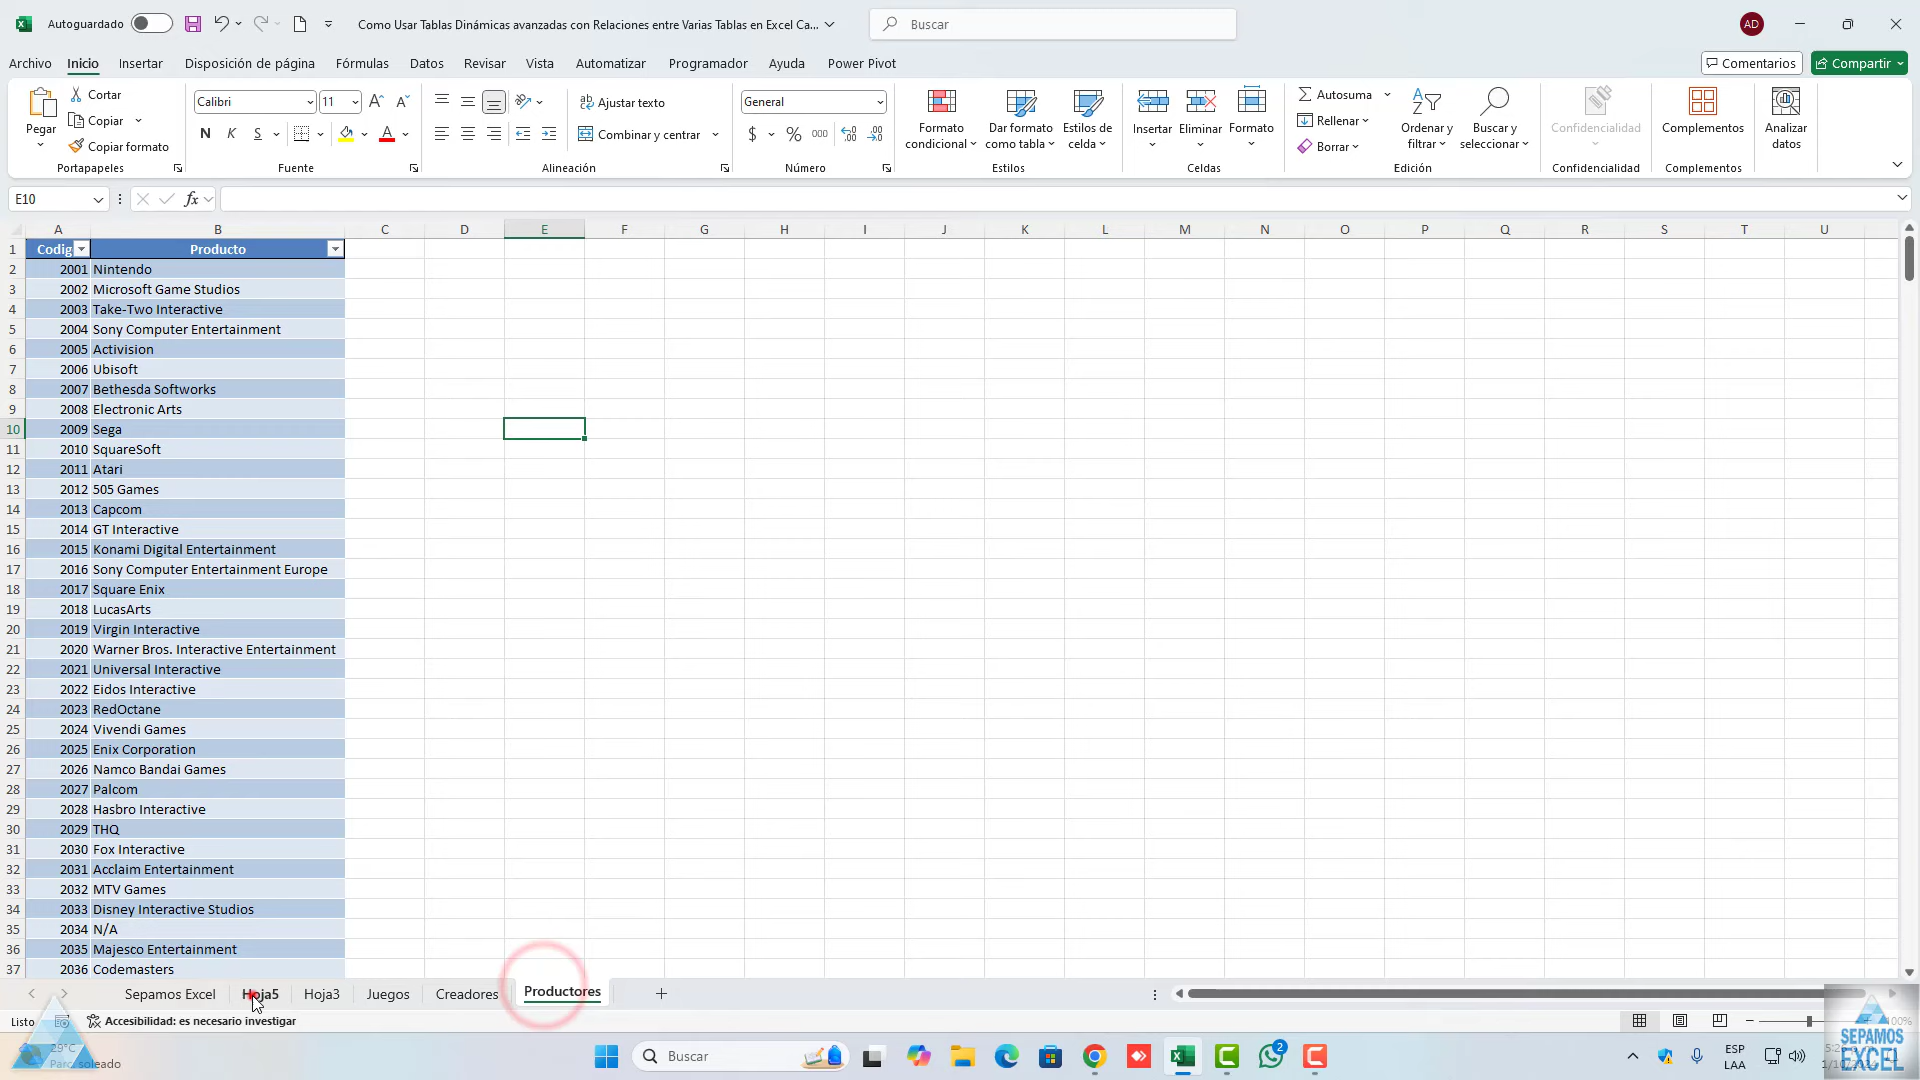 Autoguardado
Como Usar Tablas Dinámicas avanzadas con Relaciones entre Varias Tablas en Excel Ca...
Buscar
AD
Archivo Inicio Insertar Disposición de página Fórmulas Datos Revisar Vista Automatizar Programador Ayuda Power Pivot
Comentarios Compartir
Pegar
Cortar
Copiar
Copiar formato
Portapapeles
Calibri 11
N K S
Fuente
Ajustar texto
Combinar y centrar
Alineación
General
$ % 000
Número
Formato condicional
Dar formato como tabla
Estilos de celda
Estilos
Insertar Eliminar Formato
Celdas
Autosuma
Rellenar
Borrar
Ordenar y filtrar
Buscar y seleccionar
Edición
Confidencialidad
Confidencialidad
Complementos
Complementos
Analizar datos
E10 fx
A B C D E F G H I J K L M N O P Q R S T U
1 Codig Producto
2 2001 Nintendo
3 2002 Microsoft Game Studios
4 2003 Take-Two Interactive
5 2004 Sony Computer Entertainment
6 2005 Activision
7 2006 Ubisoft
8 2007 Bethesda Softworks
9 2008 Electronic Arts
10 2009 Sega
11 2010 SquareSoft
12 2011 Atari
13 2012 505 Games
14 2013 Capcom
15 2014 GT Interactive
16 2015 Konami Digital Entertainment
17 2016 Sony Computer Entertainment Europe
18 2017 Square Enix
19 2018 LucasArts
20 2019 Virgin Interactive
21 2020 Warner Bros. Interactive Entertainment
22 2021 Universal Interactive
23 2022 Eidos Interactive
24 2023 RedOctane
25 2024 Vivendi Games
26 2025 Enix Corporation
27 2026 Namco Bandai Games
28 2027 Palcom
29 2028 Hasbro Interactive
30 2029 THQ
31 2030 Fox Interactive
32 2031 Acclaim Entertainment
33 2032 MTV Games
34 2033 Disney Interactive Studios
35 2034 N/A
36 2035 Majesco Entertainment
37 2036 Codemasters
Sepamos Excel Hoja5 Hoja3 Juegos Creadores Productores
Listo Accesibilidad: es necesario investigar
29°C
Parc. soleado
Buscar
2
ESP
LAA
SEPAMOS
EXCEL